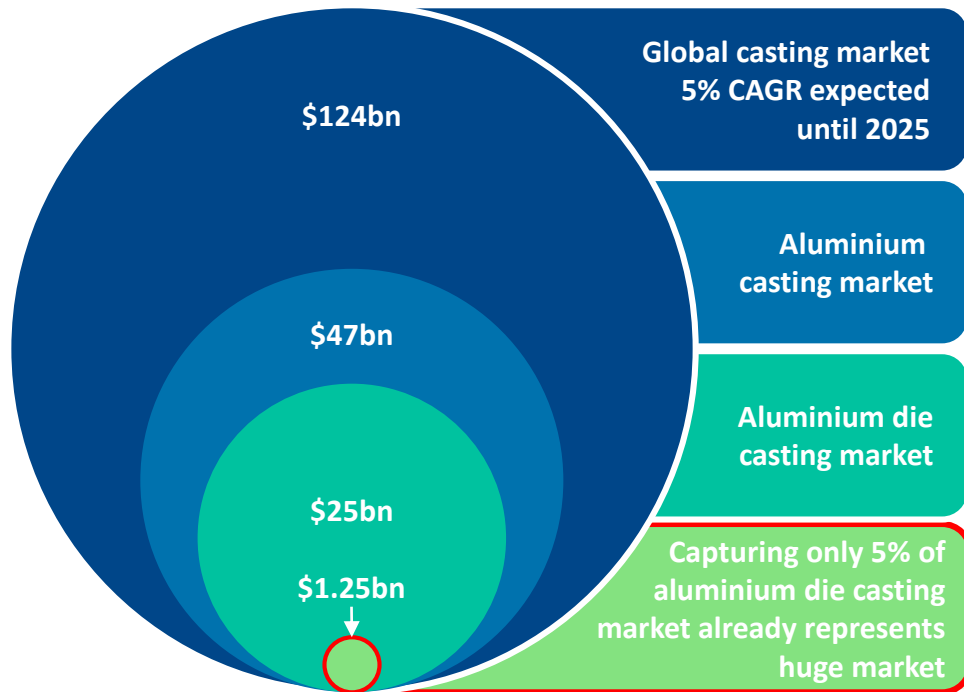 Global casting market
5% CAGR expected
until 2025
$124bn
Aluminium
casting market
$47bn
Aluminium die
casting market
$25bn
$1.25bn
Capturing only 5% of
aluminium die casting
market already represents
huge market